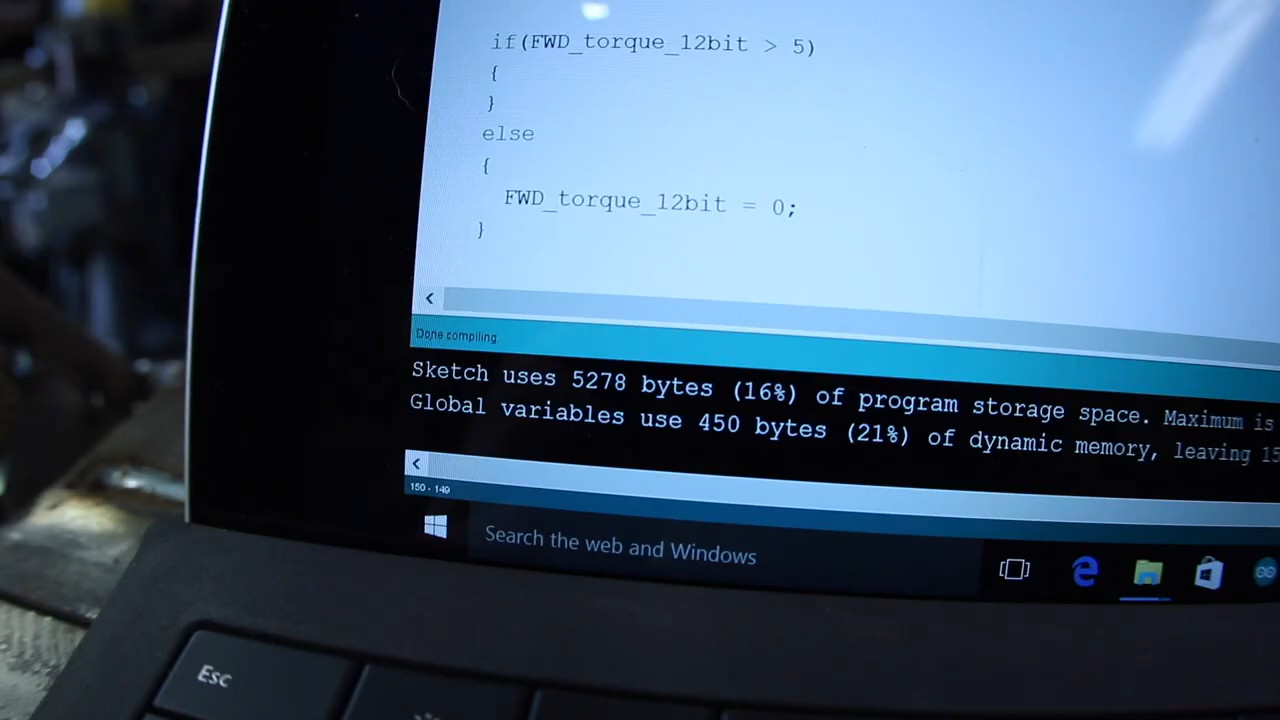 if(FWD_torque_12bit > 5)
{
}
else
{
FWD_torque_12bit = 0;
}
Done compiling.
Sketch uses 5278 bytes (16%) of program storage space. Maximum is
Global variables use 450 bytes (21%) of dynamic memory, leaving 15
150 - 149
Search the web and Windows
Esc